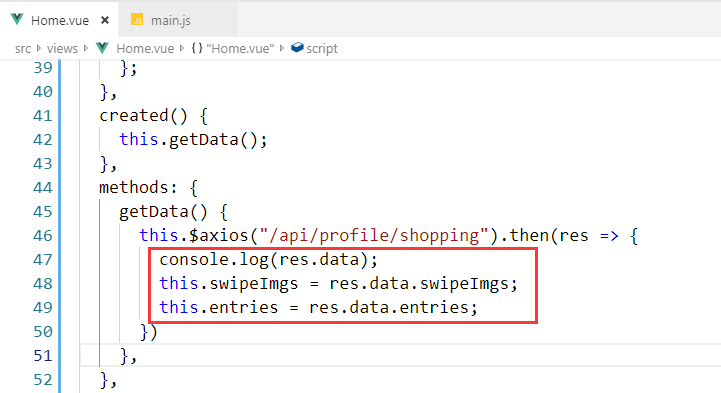 Home.vue × JS main.js
src > views > Home.vue > {} "Home.vue" > script
39 };
40 },
41 created() {
42 this.getData();
43 },
44 methods: {
45 getData() {
46 this.$axios("/api/profile/shopping").then(res => {
47 console.log(res.data);
48 this.swipeImgs = res.data.swipeImgs;
49 this.entries = res.data.entries;
50 })
51 },
52 },